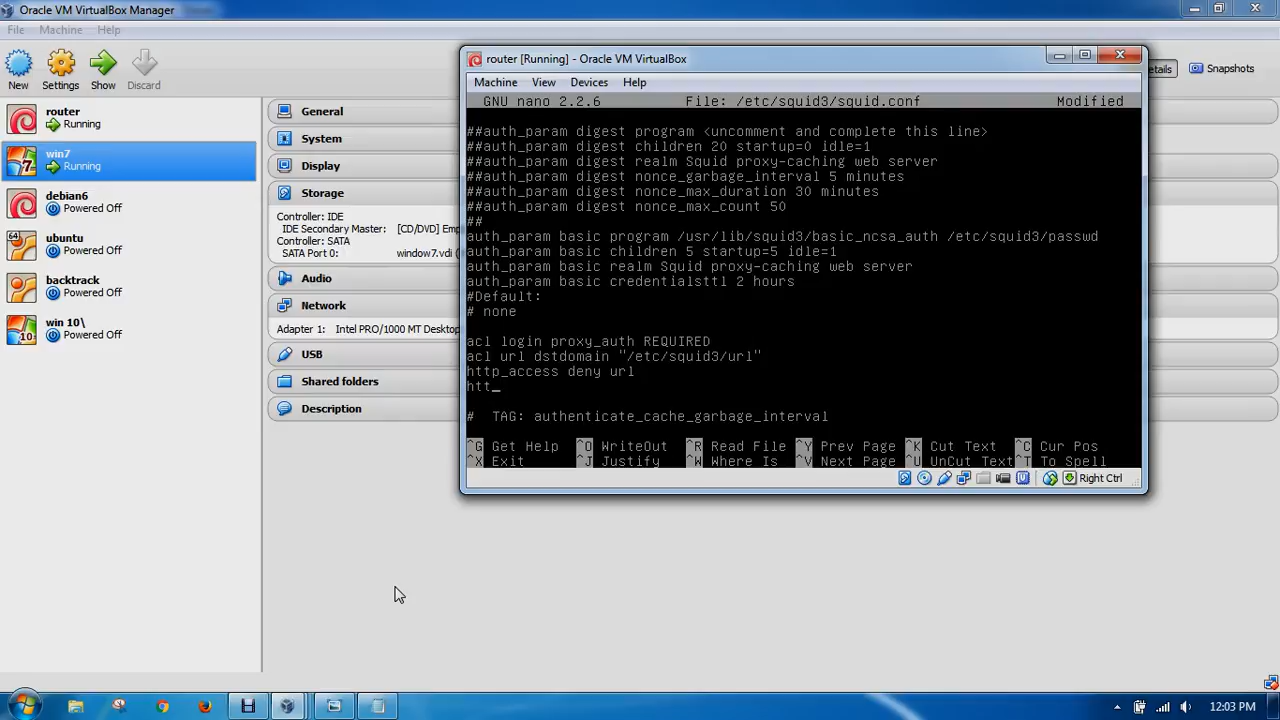 Oracle VM VirtualBox Manager
File Machine Help
New Settings Show Discard
etails Snapshots
router
Running
win7
Running
debian6
Powered Off
64
ubuntu
Powered Off
backtrack
Powered Off
10
win 10\
Powered Off
General
System
Display
Storage
Controller: IDE
IDE Secondary Master: [CD/DVD] Emp
Controller: SATA
SATA Port 0: window7.vdi (
Audio
Network
Adapter 1: Intel PRO/1000 MT Desktop
USB
Shared folders
Description
router [Running] - Oracle VM VirtualBox
Machine View Devices Help
GNU nano 2.2.6 File: /etc/squid3/squid.conf Modified
##auth_param digest program <uncomment and complete this line>
##auth_param digest children 20 startup=0 idle=1
##auth_param digest realm Squid proxy-caching web server
##auth_param digest nonce_garbage_interval 5 minutes
##auth_param digest nonce_max_duration 30 minutes
##auth_param digest nonce_max_count 50
##
auth_param basic program /usr/lib/squid3/basic_ncsa_auth /etc/squid3/passwd
auth_param basic children 5 startup=5 idle=1
auth_param basic realm Squid proxy-caching web server
auth_param basic credentialsttl 2 hours
#Default:
# none
acl login proxy_auth REQUIRED
acl url dstdomain "/etc/squid3/url"
http_access deny url
htt_
# TAG: authenticate_cache_garbage_interval
^G Get Help ^O WriteOut ^R Read File ^Y Prev Page ^K Cut Text ^C Cur Pos
^X Exit ^J Justify ^W Where Is ^V Next Page ^U UnCut Text ^T To Spell
Right Ctrl
12:03 PM